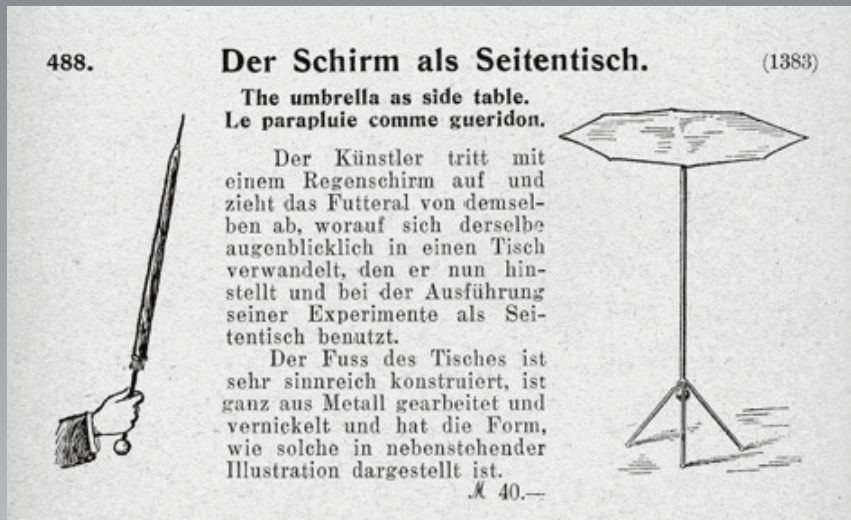 488. Der Schirm als Seitentisch. (1383)
The umbrella as side table.
Le parapluie comme gueridon.
Der Künstler tritt mit
einem Regenschirm auf und
zieht das Futteral von demsel-
ben ab, worauf sich derselbe
augenblicklich in einen Tisch
verwandelt, den er nun hin-
stellt und bei der Ausführung
seiner Experimente als Sei-
tentisch benutzt.
Der Fuss des Tisches ist
sehr sinnreich konstruiert, ist
ganz aus Metall gearbeitet und
vernickelt und hat die Form,
wie solche in nebenstehender
Illustration dargestellt ist.
ℳ 40.—